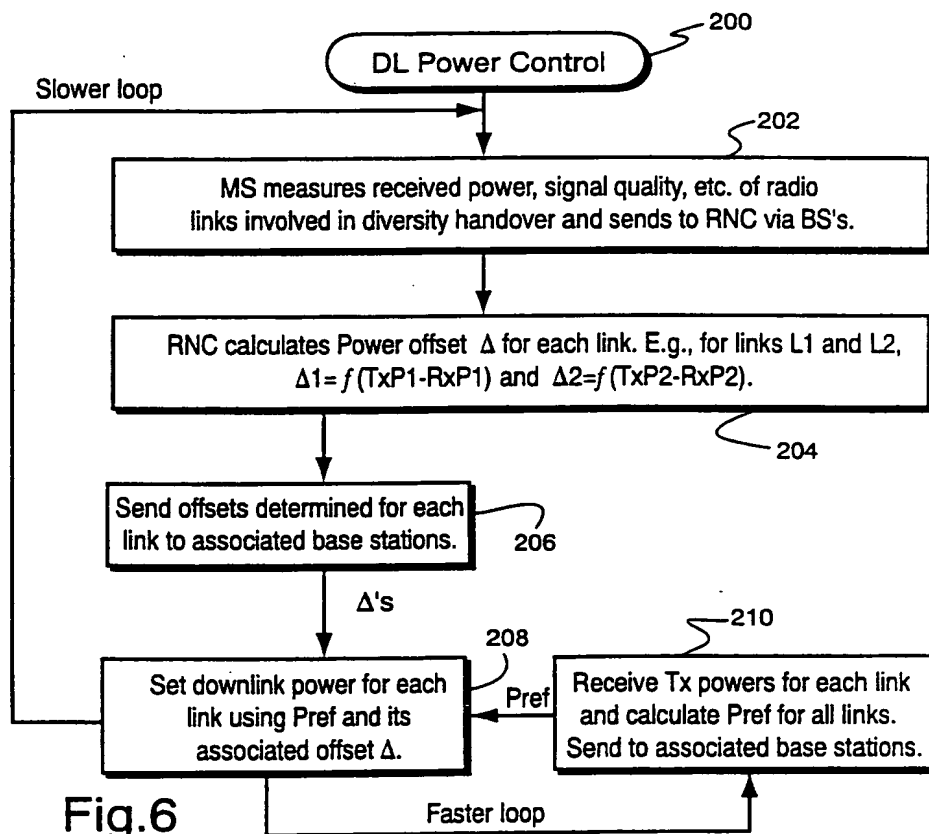 200
DL Power Control
Slower loop
202
MS measures received power, signal quality, etc. of radio
links involved in diversity handover and sends to RNC via BS's.
RNC calculates Power offset Δ for each link. E.g., for links L1 and L2,
Δ1=f(TxP1-RxP1) and Δ2=f(TxP2-RxP2).
204
Send offsets determined for each
link to associated base stations.
206
Δ's
208
210
Set downlink power for each
link using Pref and its
associated offset Δ.
Pref
Receive Tx powers for each link
and calculate Pref for all links.
Send to associated base stations.
Fig.6
Faster loop